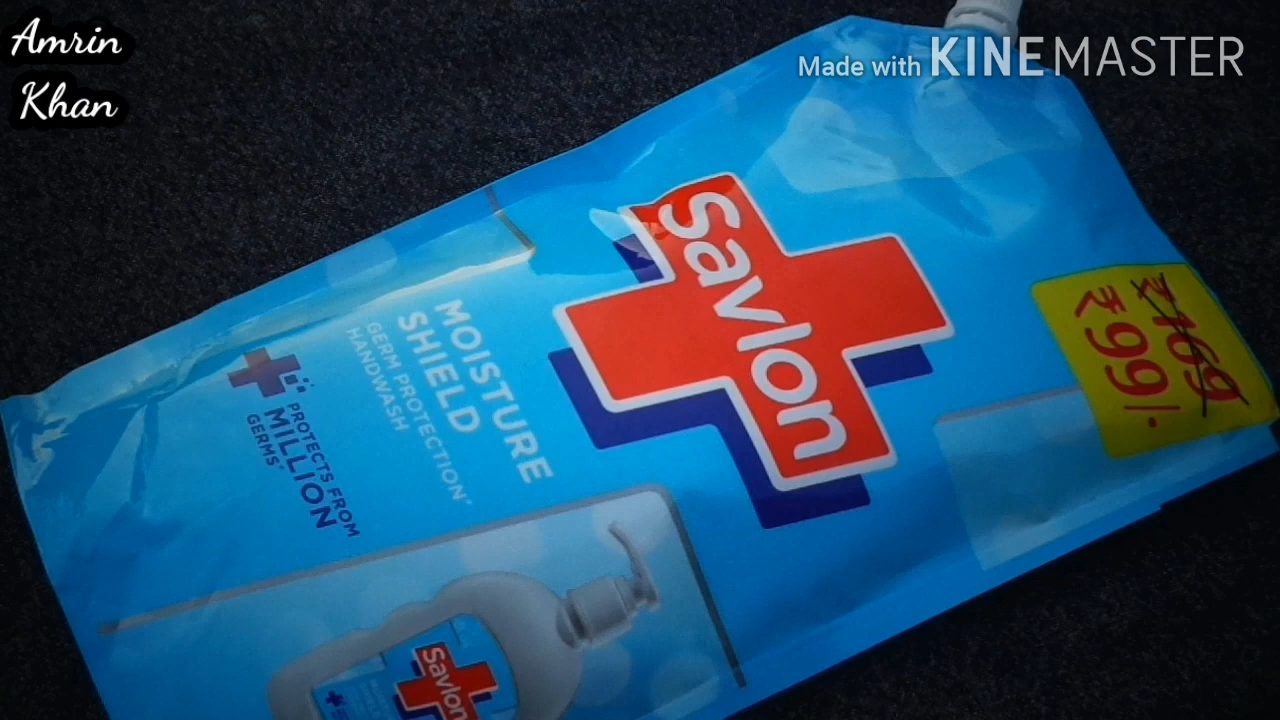 Amrin
Khan
Made with KINEMASTER
Savlon
₹169
₹99/-
MOISTURE
SHIELD
GERM PROTECTION*
HANDWASH
PROTECTS FROM
MILLION
GERMS*
Savlon